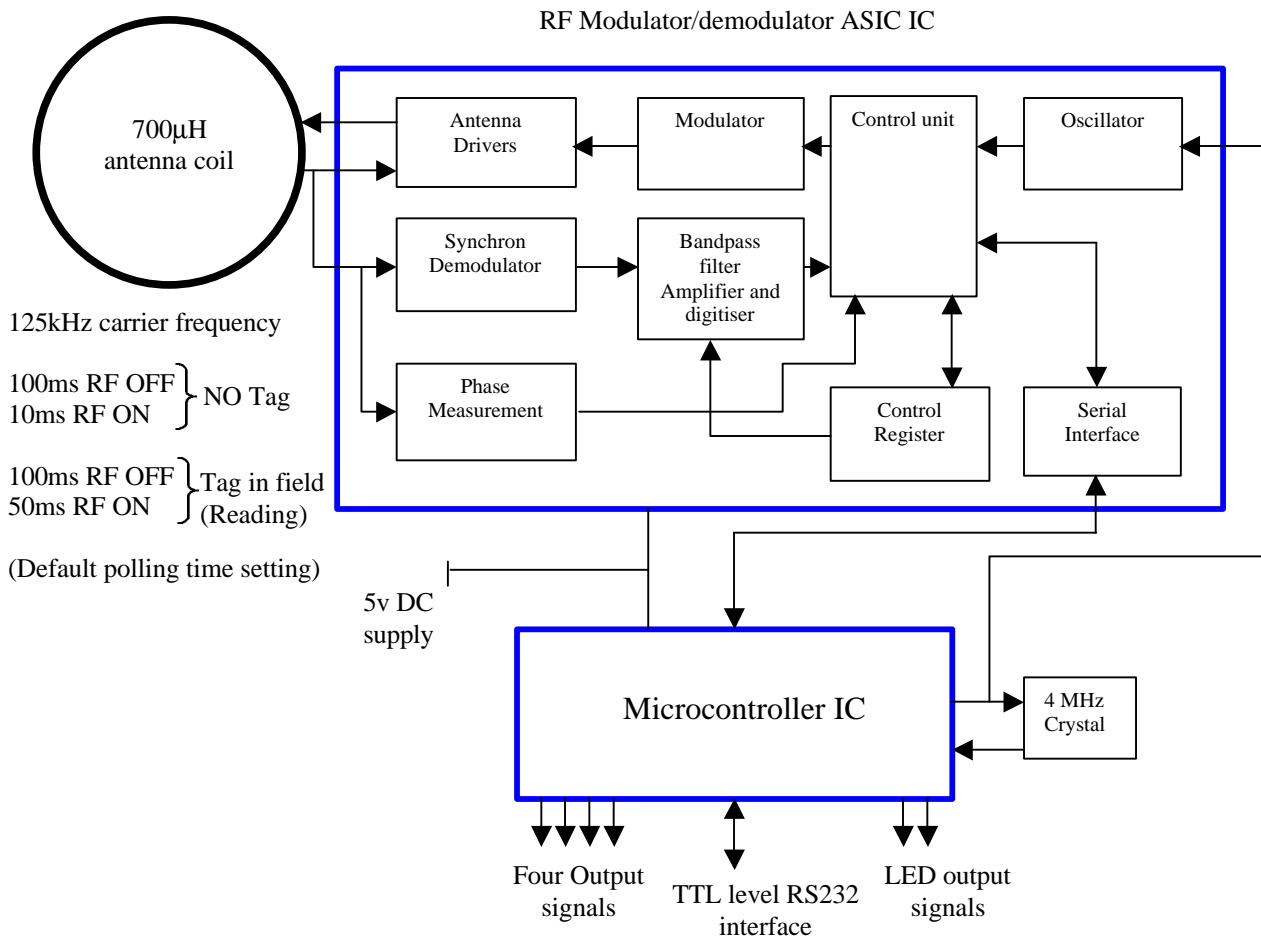 RF Modulator/demodulator ASIC IC
700µH
antenna coil
Antenna
Drivers
Modulator
Control unit
Oscillator
Synchron
Demodulator
Bandpass
filter
Amplifier and
digitiser
125kHz carrier frequency
100ms RF OFF
10ms RF ON
NO Tag
Phase
Measurement
Control
Register
Serial
Interface
100ms RF OFF
50ms RF ON
Tag in field
(Reading)
(Default polling time setting)
5v DC
supply
Microcontroller IC
4 MHz
Crystal
Four Output
signals
TTL level RS232
interface
LED output
signals